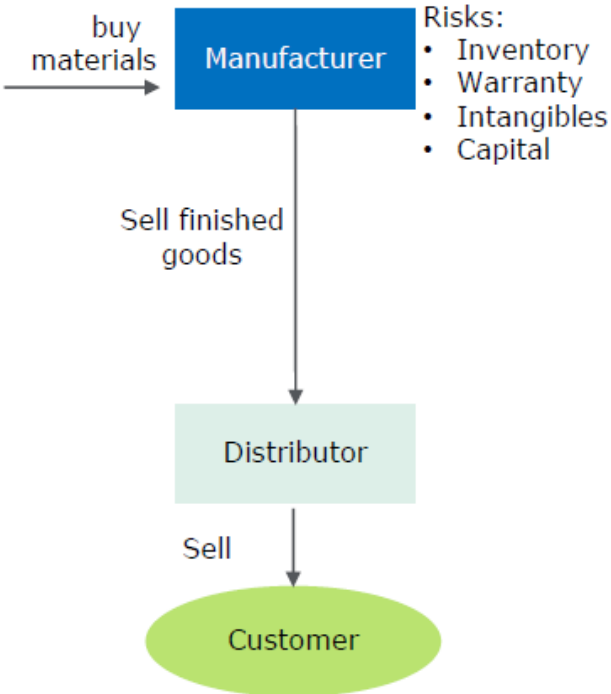 buy
materials
Manufacturer
Risks:
• Inventory
• Warranty
• Intangibles
• Capital
Sell finished
goods
Distributor
Sell
Customer